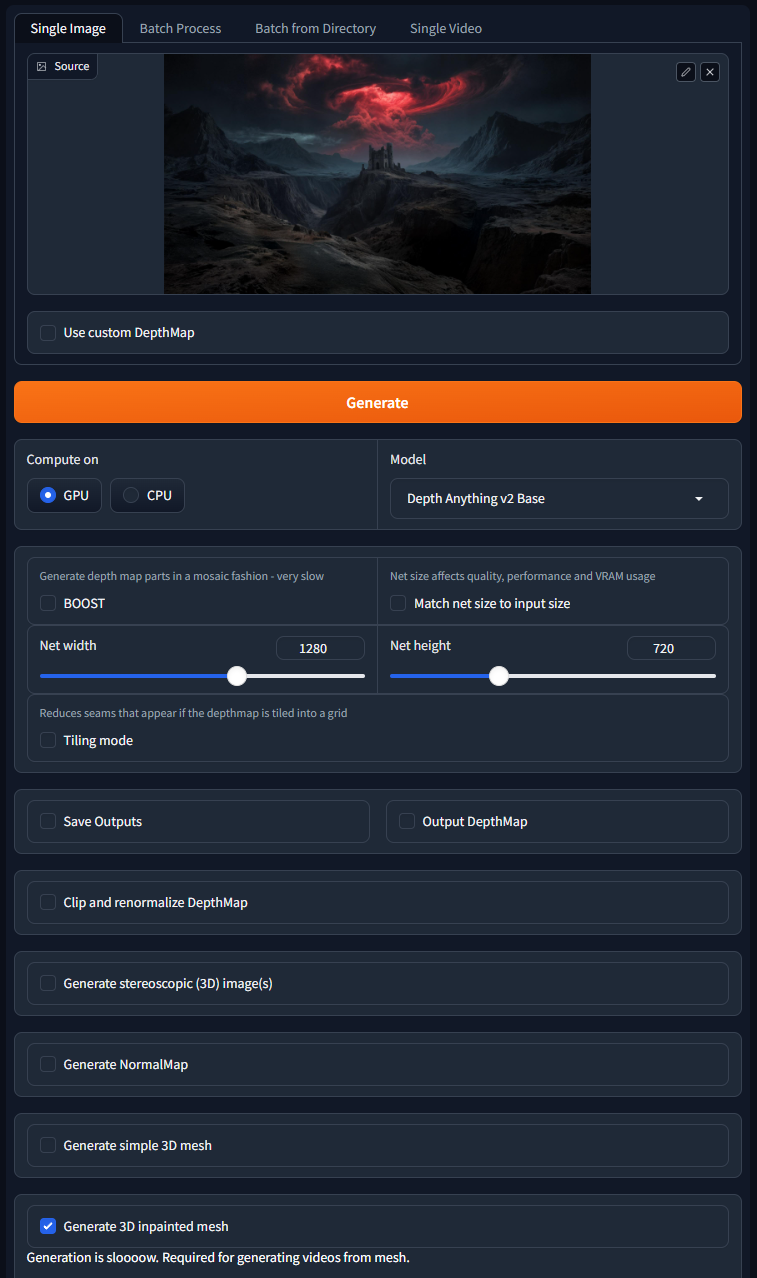 Single Image Batch Process Batch from Directory Single Video
Source
Use custom DepthMap
Generate
Compute on
GPU CPU
Model
Depth Anything v2 Base
Generate depth map parts in a mosaic fashion - very slow
BOOST
Net size affects quality, performance and VRAM usage
Match net size to input size
Net width 1280
Net height 720
Reduces seams that appear if the depthmap is tiled into a grid
Tiling mode
Save Outputs
Output DepthMap
Clip and renormalize DepthMap
Generate stereoscopic (3D) image(s)
Generate NormalMap
Generate simple 3D mesh
Generate 3D inpainted mesh
Generation is sloooow. Required for generating videos from mesh.